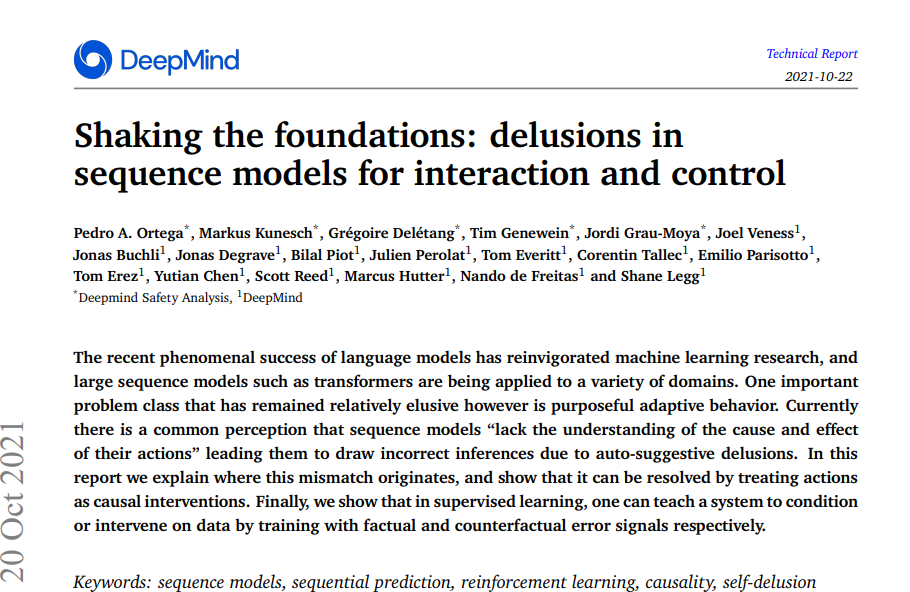 DeepMind
Technical Report
2021-10-22
Shaking the foundations: delusions in
sequence models for interaction and control
Pedro A. Ortega*, Markus Kunesch*, Grégoire Delétang*, Tim Genewein*, Jordi Grau-Moya*, Joel Veness1,
Jonas Buchli1, Jonas Degrave1, Bilal Piot1, Julien Perolat1, Tom Everitt1, Corentin Tallec1, Emilio Parisotto1,
Tom Erez1, Yutian Chen1, Scott Reed1, Marcus Hutter1, Nando de Freitas1 and Shane Legg1
*Deepmind Safety Analysis, 1DeepMind
The recent phenomenal success of language models has reinvigorated machine learning research, and
large sequence models such as transformers are being applied to a variety of domains. One important
problem class that has remained relatively elusive however is purposeful adaptive behavior. Currently
there is a common perception that sequence models “lack the understanding of the cause and effect
of their actions” leading them to draw incorrect inferences due to auto-suggestive delusions. In this
report we explain where this mismatch originates, and show that it can be resolved by treating actions
as causal interventions. Finally, we show that in supervised learning, one can teach a system to condition
or intervene on data by training with factual and counterfactual error signals respectively.
Keywords: sequence models, sequential prediction, reinforcement learning, causality, self-delusion
20 Oct 2021